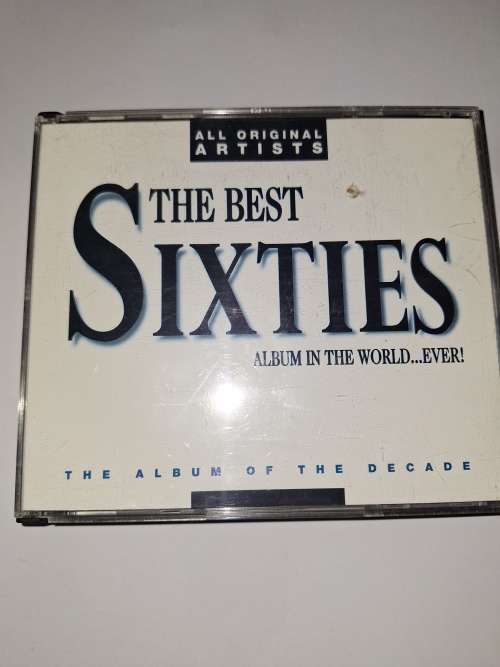 ALL ORIGINAL
ARTISTS
THE BEST
SIXTIES
ALBUM IN THE WORLD...EVER!
THE ALBUM OF THE DECADE